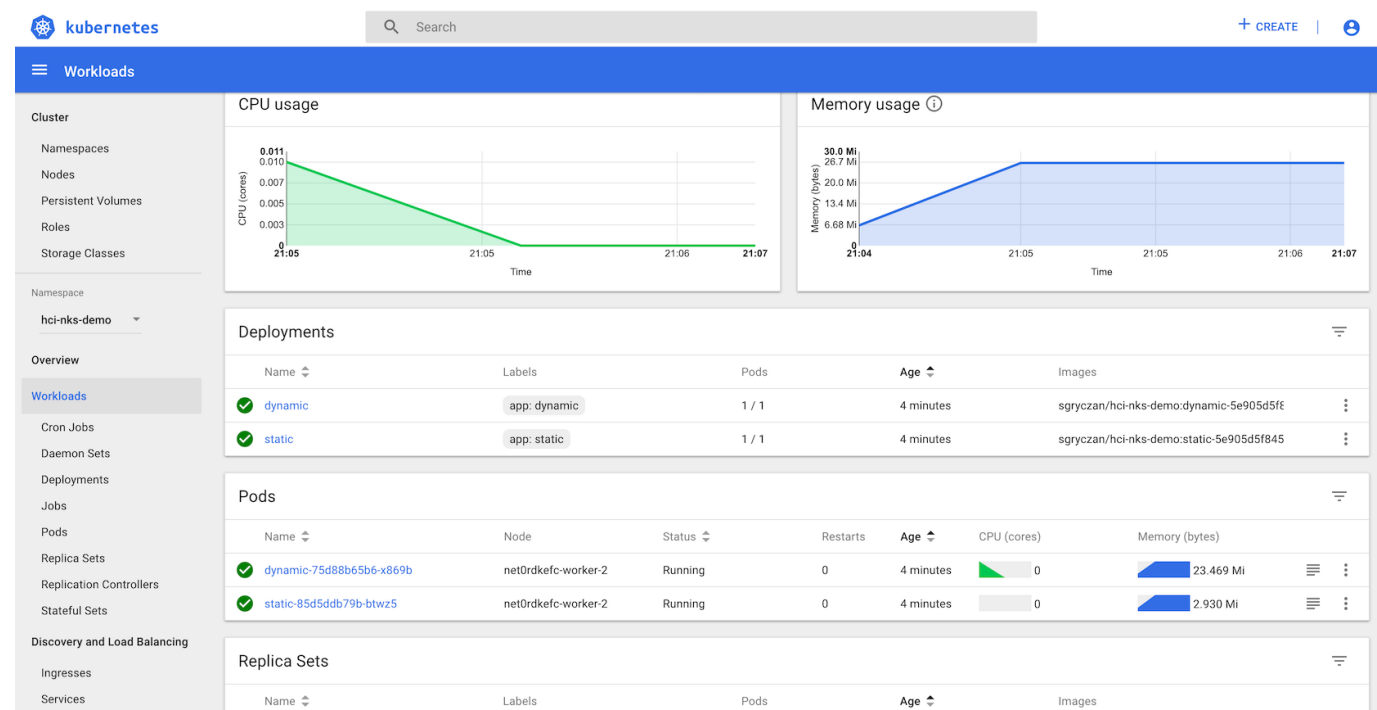 kubernetes
Search
+ CREATE |
Workloads
Cluster
Namespaces
Nodes
Persistent Volumes
Roles
Storage Classes
Namespace
hci-nks-demo
Overview
Workloads
Cron Jobs
Daemon Sets
Deployments
Jobs
Pods
Replica Sets
Replication Controllers
Stateful Sets
Discovery and Load Balancing
Ingresses
Services
CPU usage
CPU (cores)
0.011
0.010
0.007
0.005
0.003
0
21:05 21:05 21:06 21:07
Time
Memory usage
Memory (bytes)
30.0 Mi
26.7 Mi
20.0 Mi
13.4 Mi
6.68 Mi
0
21:04 21:05 21:05 21:06 21:07
Time
Deployments
Name Labels Pods Age Images
dynamic app: dynamic 1 / 1 4 minutes sgryczan/hci-nks-demo:dynamic-5e905d5f8
static app: static 1 / 1 4 minutes sgryczan/hci-nks-demo:static-5e905d5f845
Pods
Name Node Status Restarts Age CPU (cores) Memory (bytes)
dynamic-75d88b65b6-x869b net0rdkefc-worker-2 Running 0 4 minutes 0 23.469 Mi
static-85d5ddb79b-btwz5 net0rdkefc-worker-2 Running 0 4 minutes 0 2.930 Mi
Replica Sets
Name Labels Pods Age Images